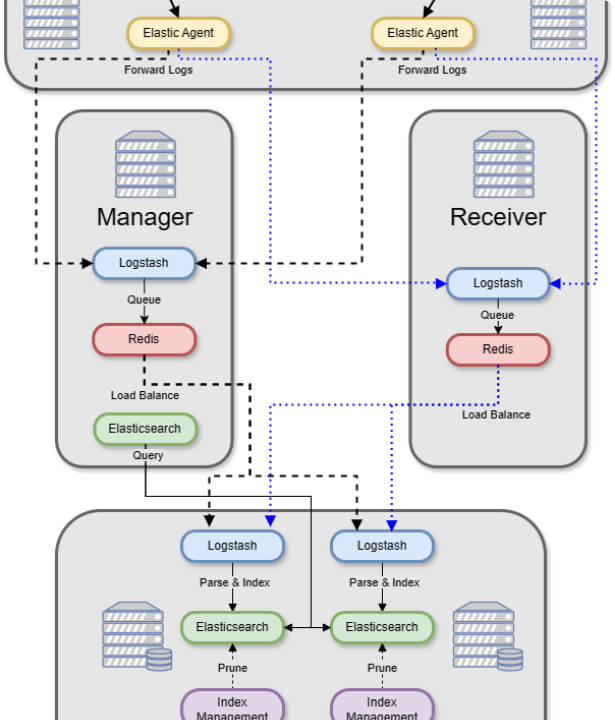 Elastic Agent
Elastic Agent
Forward Logs
Forward Logs
Manager
Receiver
Logstash
Logstash
Queue
Queue
Redis
Redis
Load Balance
Load Balance
Elasticsearch
Query
Logstash
Logstash
Parse & Index
Parse & Index
Elasticsearch
Elasticsearch
Prune
Prune
Index
Management
Index
Management